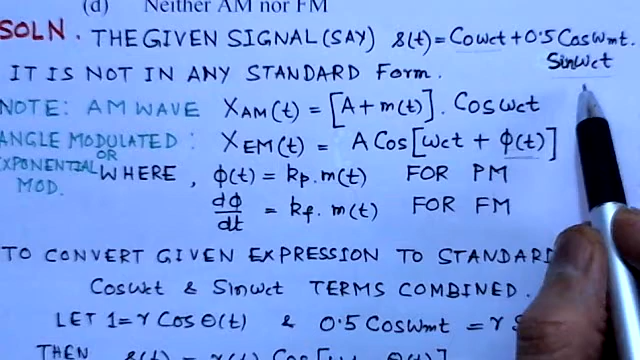 (d) Neither AM nor FM
SOLN. THE GIVEN SIGNAL (SAY) s(t) = Coswct + 0.5 Coswmt.
Sinwct
IT IS NOT IN ANY STANDARD Form.
NOTE: AM WAVE XAM(t) = [A + m(t)]. Coswct
ANGLE MODULATED: XEM(t) = A Cos[wct + φ(t)]
OR
EXPONENTIAL WHERE, φ(t) = kp.m(t) FOR PM
MOD.
dφ/dt = kf.m(t) FOR FM
TO CONVERT GIVEN EXPRESSION TO STANDARD
Coswct & Sinwct TERMS COMBINED.
LET 1 = r Cosθ(t) & 0.5 Coswmt = r
THEN